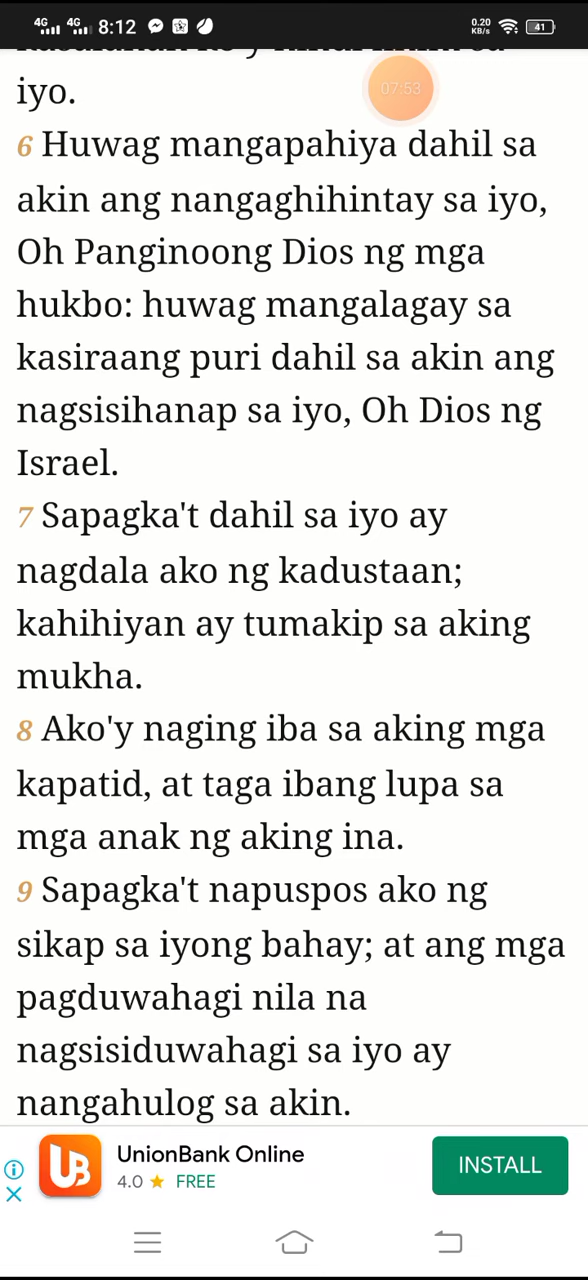 4G 4G 8:12 0.20 KB/s 41
iyo.
07:53
6 Huwag mangapahiya dahil sa
akin ang nangaghihintay sa iyo,
Oh Panginoong Dios ng mga
hukbo: huwag mangalagay sa
kasiraang puri dahil sa akin ang
nagsisihanap sa iyo, Oh Dios ng
Israel.
7 Sapagka't dahil sa iyo ay
nagdala ako ng kadustaan;
kahihiyan ay tumakip sa aking
mukha.
8 Ako'y naging iba sa aking mga
kapatid, at taga ibang lupa sa
mga anak ng aking ina.
9 Sapagka't napuspos ako ng
sikap sa iyong bahay; at ang mga
pagduwahagi nila na
nagsisiduwahagi sa iyo ay
nangahulog sa akin.
UB
UnionBank Online
4.0 ★ FREE
INSTALL